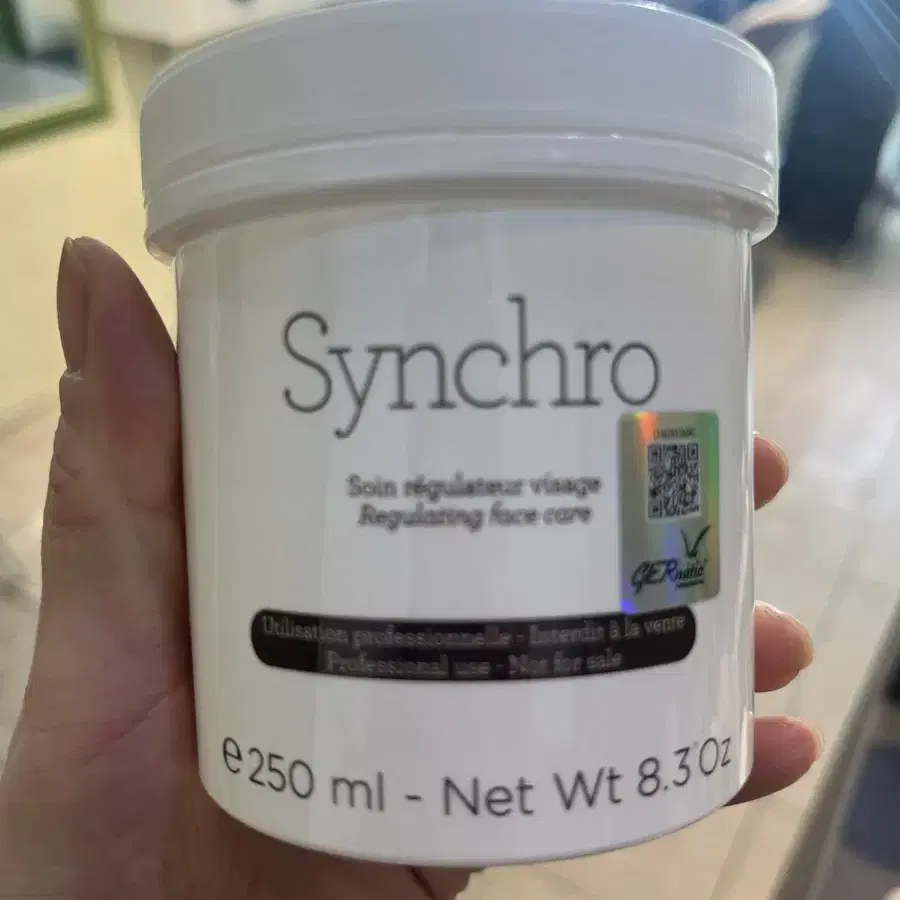 Synchro
Soin régulateur visage
Regulating face care
GERnétic
Utilisation professionnelle - Interdit à la vente
Professional use - Not for sale
e 250 ml - Net Wt 8.3 Oz